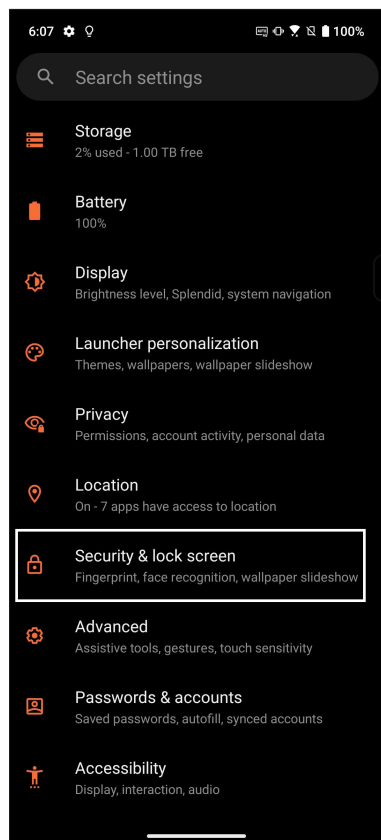 6:07 100%
Search settings
Storage
2% used - 1.00 TB free
Battery
100%
Display
Brightness level, Splendid, system navigation
Launcher personalization
Themes, wallpapers, wallpaper slideshow
Privacy
Permissions, account activity, personal data
Location
On - 7 apps have access to location
Security & lock screen
Fingerprint, face recognition, wallpaper slideshow
Advanced
Assistive tools, gestures, touch sensitivity
Passwords & accounts
Saved passwords, autofill, synced accounts
Accessibility
Display, interaction, audio